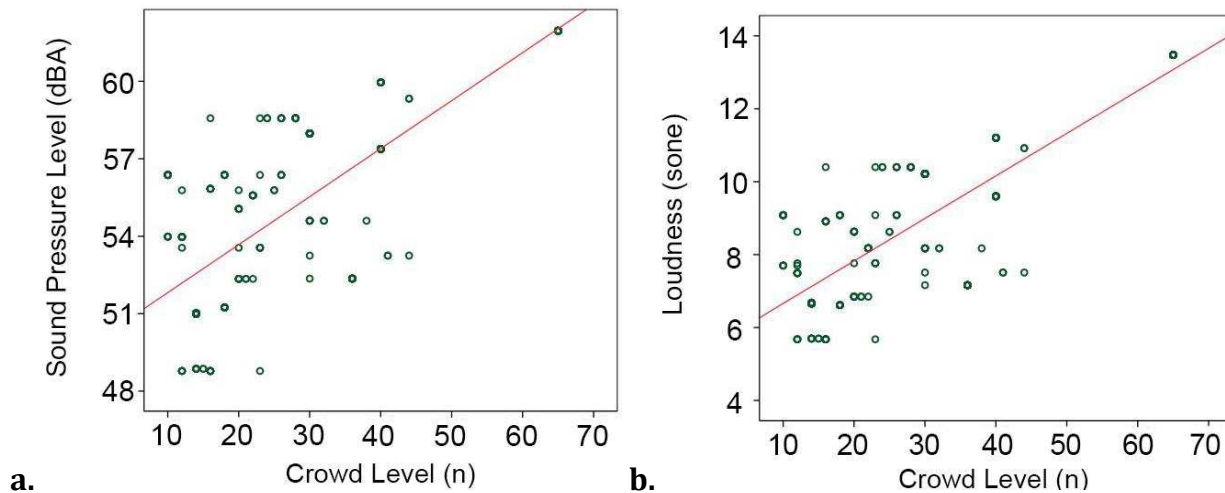 Sound Pressure Level (dBA)
60
57
54
51
48
10 20 30 40 50 60 70
Crowd Level (n)
a.
Loudness (sone)
14
12
10
8
6
4
10 20 30 40 50 60 70
Crowd Level (n)
b.